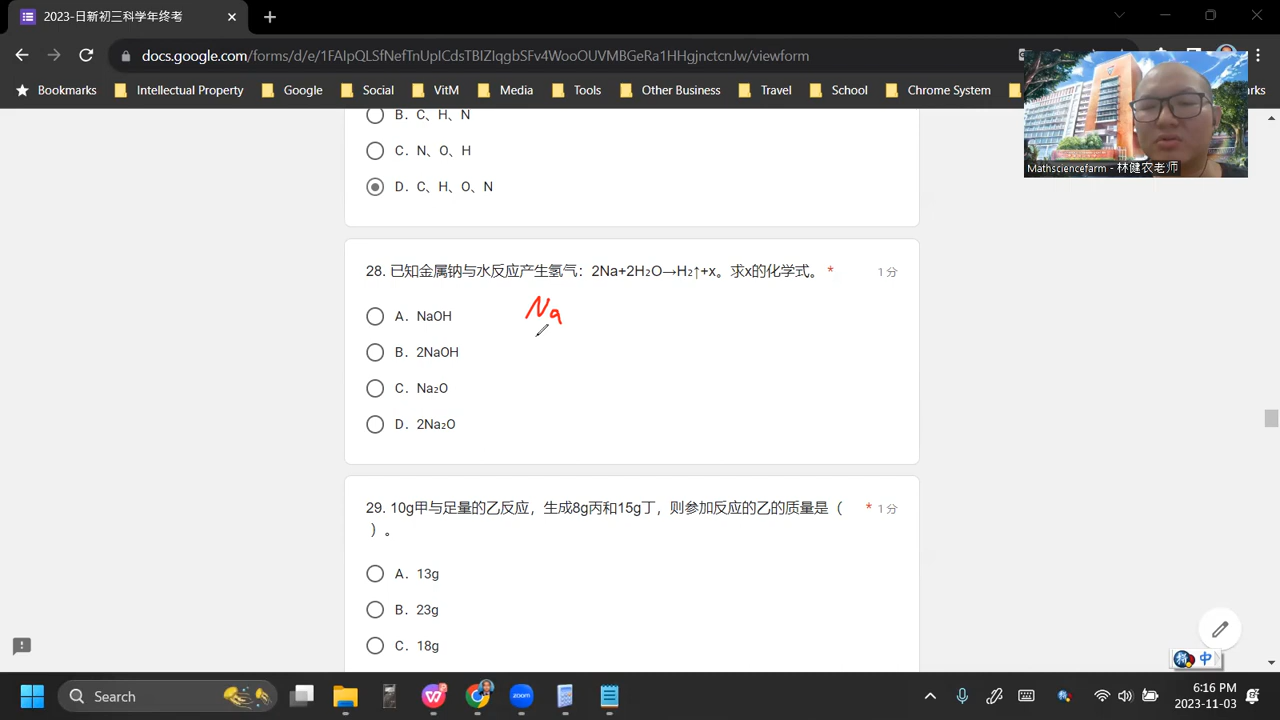 2023-日新初三科学年终考
docs.google.com/forms/d/e/1FAIpQLSfNefTnUpICdsTBIZIqgbSEy4WooOUVMBGeRa1HHgjnctcnJw/viewform
Bookmarks Intellectual Property Google Social VitM Media Tools Other Business Travel School Chrome System
Mathsciencefarm - 林健农老师
B. C、H、N
C. N、O、H
D. C、H、O、N
28. 已知金属钠与水反应产生氢气：2Na+2H₂O→H₂↑+x。求x的化学式。 * 1 分
A. NaOH
Na
B. 2NaOH
C. Na₂O
D. 2Na₂O
29. 10g甲与足量的乙反应，生成8g丙和15g丁，则参加反应的乙的质量是（ * 1 分
）。
A. 13g
B. 23g
C. 18g
中
Search
zoom
6:16 PM
2023-11-03